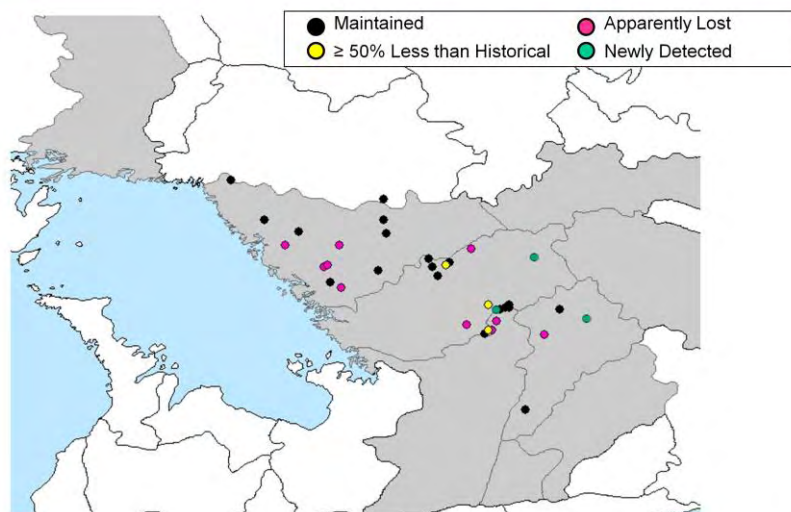 Maintained
Apparently Lost
≥ 50% Less than Historical
Newly Detected